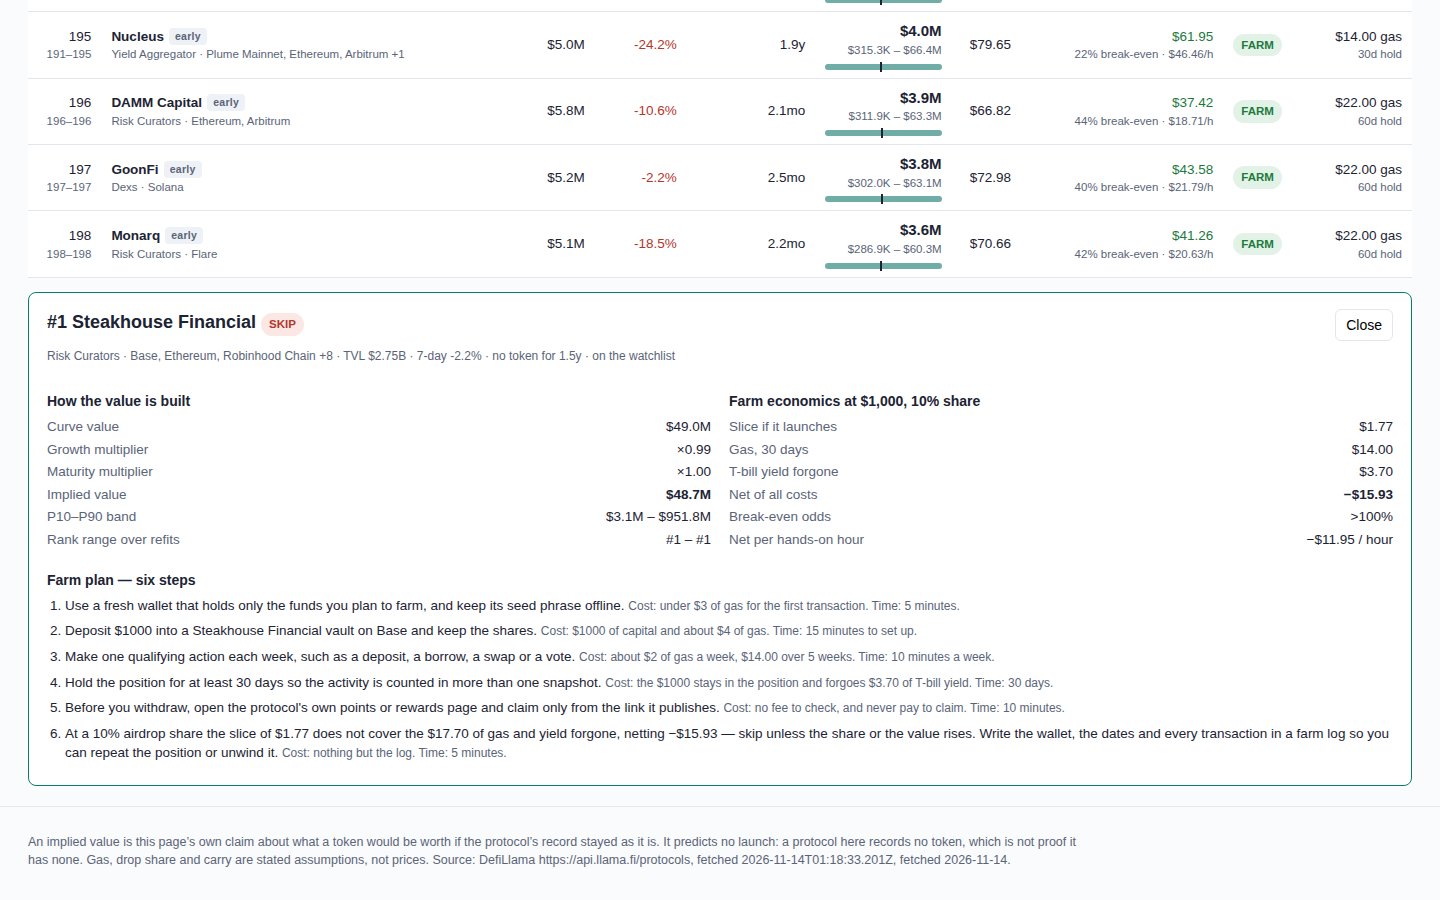 195 Nucleus early $5.0M -24.2% 1.9y $4.0M $79.65 $61.95 FARM $14.00 gas
191–195 Yield Aggregator · Plume Mainnet, Ethereum, Arbitrum +1 $315.3K – $66.4M 22% break-even · $46.46/h 30d hold
196 DAMM Capital early $5.8M -10.6% 2.1mo $3.9M $66.82 $37.42 FARM $22.00 gas
196–196 Risk Curators · Ethereum, Arbitrum $311.9K – $63.3M 44% break-even · $18.71/h 60d hold
197 GoonFi early $5.2M -2.2% 2.5mo $3.8M $72.98 $43.58 FARM $22.00 gas
197–197 Dexs · Solana $302.0K – $63.1M 40% break-even · $21.79/h 60d hold
198 Monarq early $5.1M -18.5% 2.2mo $3.6M $70.66 $41.26 FARM $22.00 gas
198–198 Risk Curators · Flare $286.9K – $60.3M 42% break-even · $20.63/h 60d hold
#1 Steakhouse Financial SKIP Close
Risk Curators · Base, Ethereum, Robinhood Chain +8 · TVL $2.75B · 7-day -2.2% · no token for 1.5y · on the watchlist
How the value is built
Curve value $49.0M
Growth multiplier ×0.99
Maturity multiplier ×1.00
Implied value $48.7M
P10–P90 band $3.1M – $951.8M
Rank range over refits #1 – #1
Farm economics at $1,000, 10% share
Slice if it launches $1.77
Gas, 30 days $14.00
T-bill yield forgone $3.70
Net of all costs −$15.93
Break-even odds >100%
Net per hands-on hour −$11.95 / hour
Farm plan — six steps
1. Use a fresh wallet that holds only the funds you plan to farm, and keep its seed phrase offline. Cost: under $3 of gas for the first transaction. Time: 5 minutes.
2. Deposit $1000 into a Steakhouse Financial vault on Base and keep the shares. Cost: $1000 of capital and about $4 of gas. Time: 15 minutes to set up.
3. Make one qualifying action each week, such as a deposit, a borrow, a swap or a vote. Cost: about $2 of gas a week, $14.00 over 5 weeks. Time: 10 minutes a week.
4. Hold the position for at least 30 days so the activity is counted in more than one snapshot. Cost: the $1000 stays in the position and forgoes $3.70 of T-bill yield. Time: 30 days.
5. Before you withdraw, open the protocol's own points or rewards page and claim only from the link it publishes. Cost: no fee to check, and never pay to claim. Time: 10 minutes.
6. At a 10% airdrop share the slice of $1.77 does not cover the $17.70 of gas and yield forgone, netting −$15.93 — skip unless the share or the value rises. Write the wallet, the dates and every transaction in a farm log so you
can repeat the position or unwind it. Cost: nothing but the log. Time: 5 minutes.
An implied value is this page's own claim about what a token would be worth if the protocol's record stayed as it is. It predicts no launch: a protocol here records no token, which is not proof it
has none. Gas, drop share and carry are stated assumptions, not prices. Source: DefiLlama https://api.llama.fi/protocols, fetched 2026-11-14T01:18:33.201Z, fetched 2026-11-14.